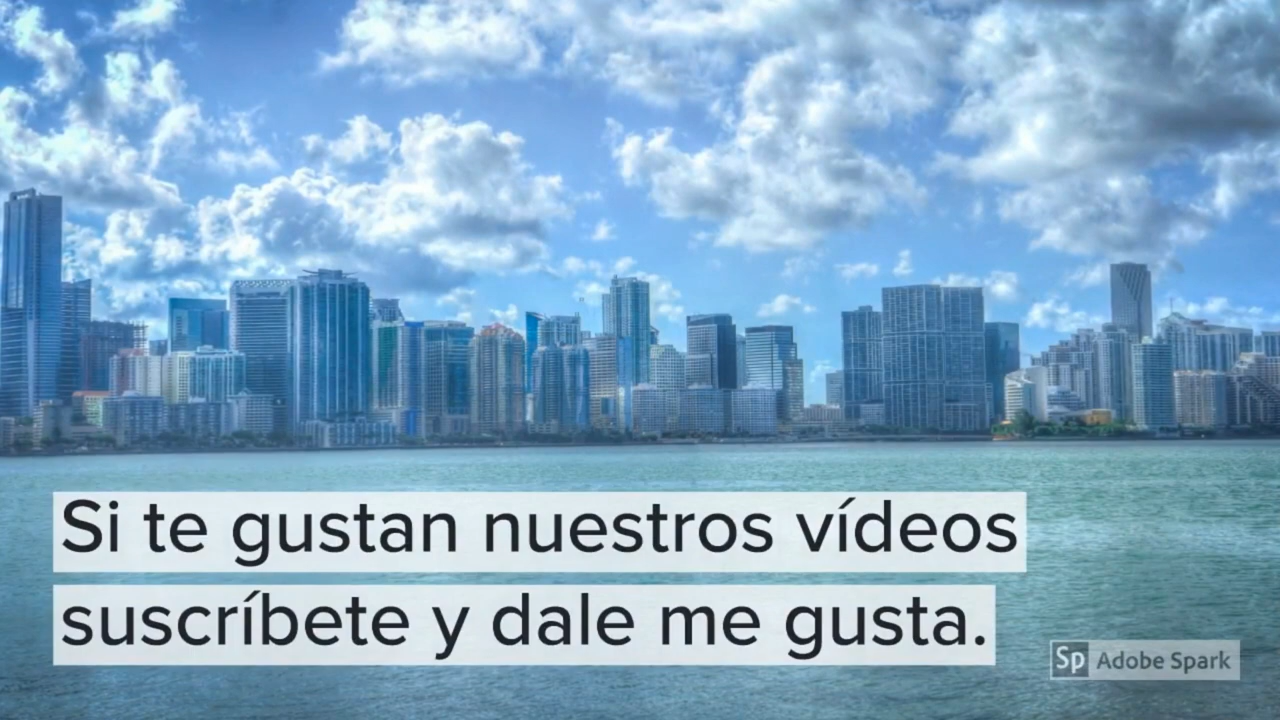 Si te gustan nuestros vídeos
suscríbete y dale me gusta.
Sp Adobe Spark